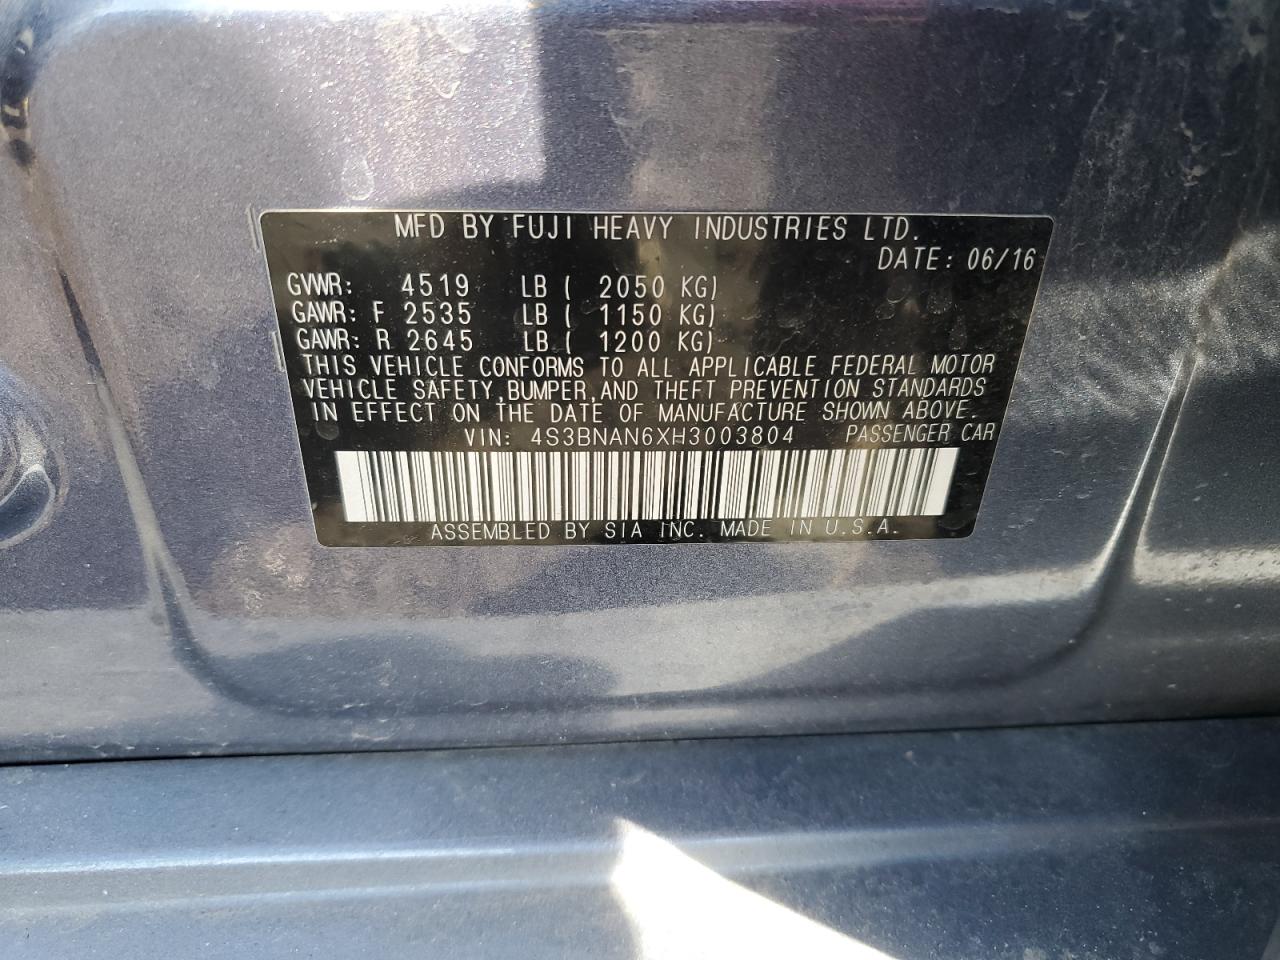 MFD BY FUJI HEAVY INDUSTRIES LTD.
DATE: 06/16
GVWR: 4519 LB ( 2050 KG)
GAWR: F 2535 LB ( 1150 KG)
GAWR: R 2645 LB ( 1200 KG)
THIS VEHICLE CONFORMS TO ALL APPLICABLE FEDERAL MOTOR
VEHICLE SAFETY, BUMPER, AND THEFT PREVENTION STANDARDS
IN EFFECT ON THE DATE OF MANUFACTURE SHOWN ABOVE.
VIN: 4S3BNAN6XH3003804 PASSENGER CAR
ASSEMBLED BY SIA INC. MADE IN U.S.A.